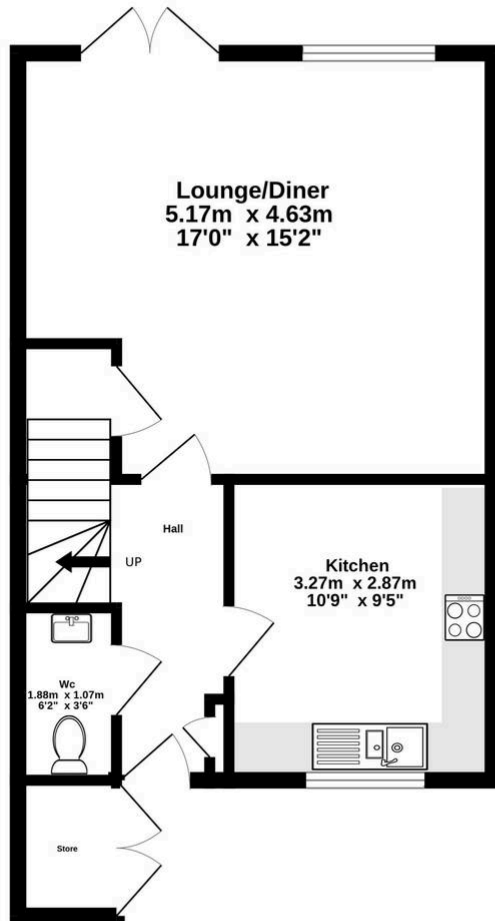 Lounge/Diner
5.17m x 4.63m
17'0" x 15'2"
Hall
UP
Kitchen
3.27m x 2.87m
10'9" x 9'5"
Wc
1.88m x 1.07m
6'2" x 3'6"
Store